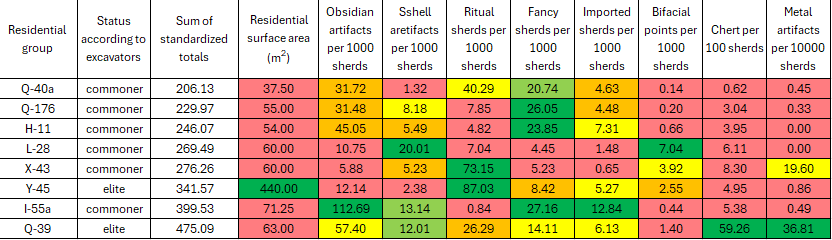 Residential group | Status according to excavators | Sum of standardized totals | Residential surface area (m²) | Obsidian artifacts per 1000 sherds | Sshell aretifacts per 1000 sherds | Ritual sherds per 1000 sherds | Fancy sherds per 1000 sherds | Imported sherds per 1000 sherds | Bifacial points per 1000 sherds | Chert per 100 sherds | Metal artifacts per 10000 sherds
Q-40a | commoner | 206.13 | 37.50 | 31.72 | 1.32 | 40.29 | 20.74 | 4.63 | 0.14 | 0.62 | 0.45
Q-176 | commoner | 229.97 | 55.00 | 31.48 | 8.18 | 7.85 | 26.05 | 4.48 | 0.20 | 3.04 | 0.33
H-11 | commoner | 246.07 | 54.00 | 45.05 | 5.49 | 4.82 | 23.85 | 7.31 | 0.66 | 3.95 | 0.00
L-28 | commoner | 269.49 | 60.00 | 10.75 | 20.01 | 7.04 | 4.45 | 1.48 | 7.04 | 6.11 | 0.00
X-43 | commoner | 276.26 | 60.00 | 5.88 | 5.23 | 73.15 | 5.23 | 0.65 | 3.92 | 8.30 | 19.60
Y-45 | elite | 341.57 | 440.00 | 12.14 | 2.38 | 87.03 | 8.42 | 5.27 | 2.55 | 4.95 | 0.86
I-55a | commoner | 399.53 | 71.25 | 112.69 | 13.14 | 0.84 | 27.16 | 12.84 | 0.44 | 5.38 | 0.49
Q-39 | elite | 475.09 | 63.00 | 57.40 | 12.01 | 26.29 | 14.11 | 6.13 | 1.40 | 59.26 | 36.81